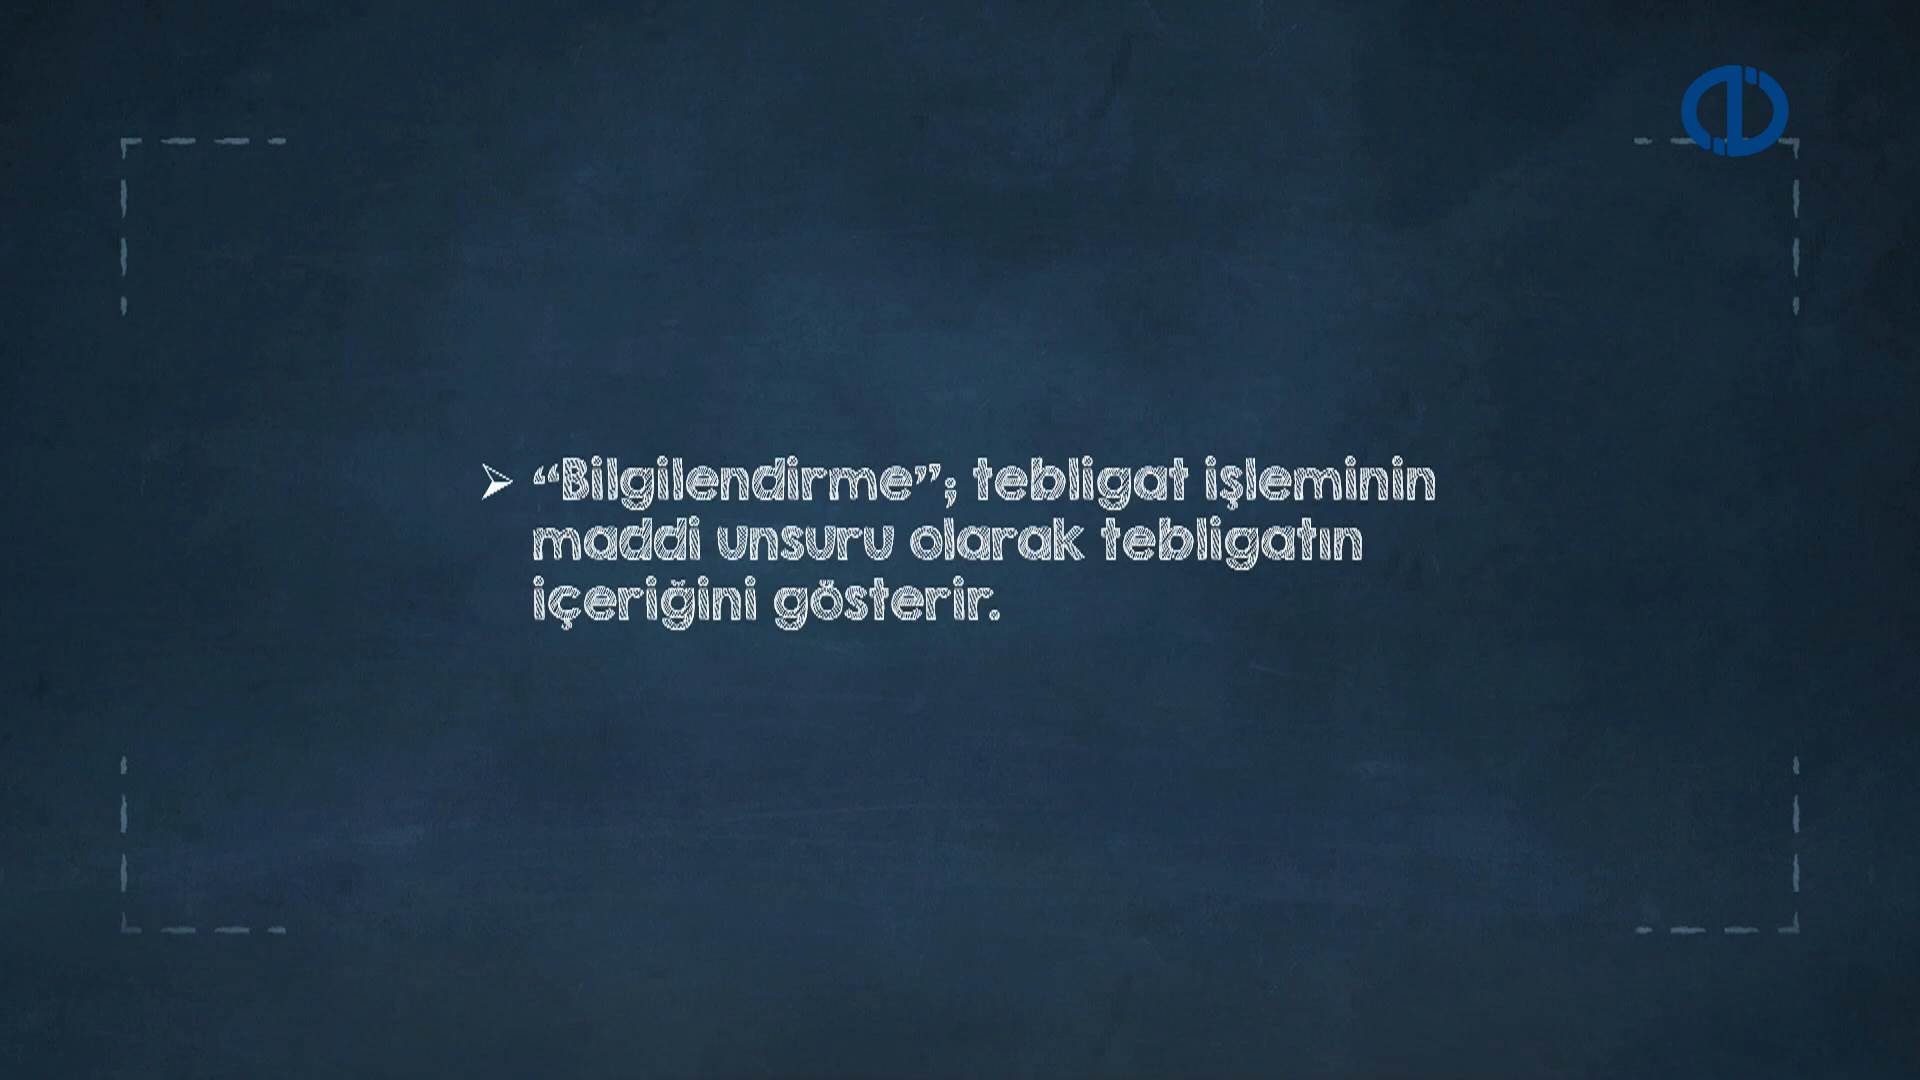 ➢ “Bilgilendirme”; tebligat işleminin
maddi unsuru olarak tebligatın
içeriğini gösterir.